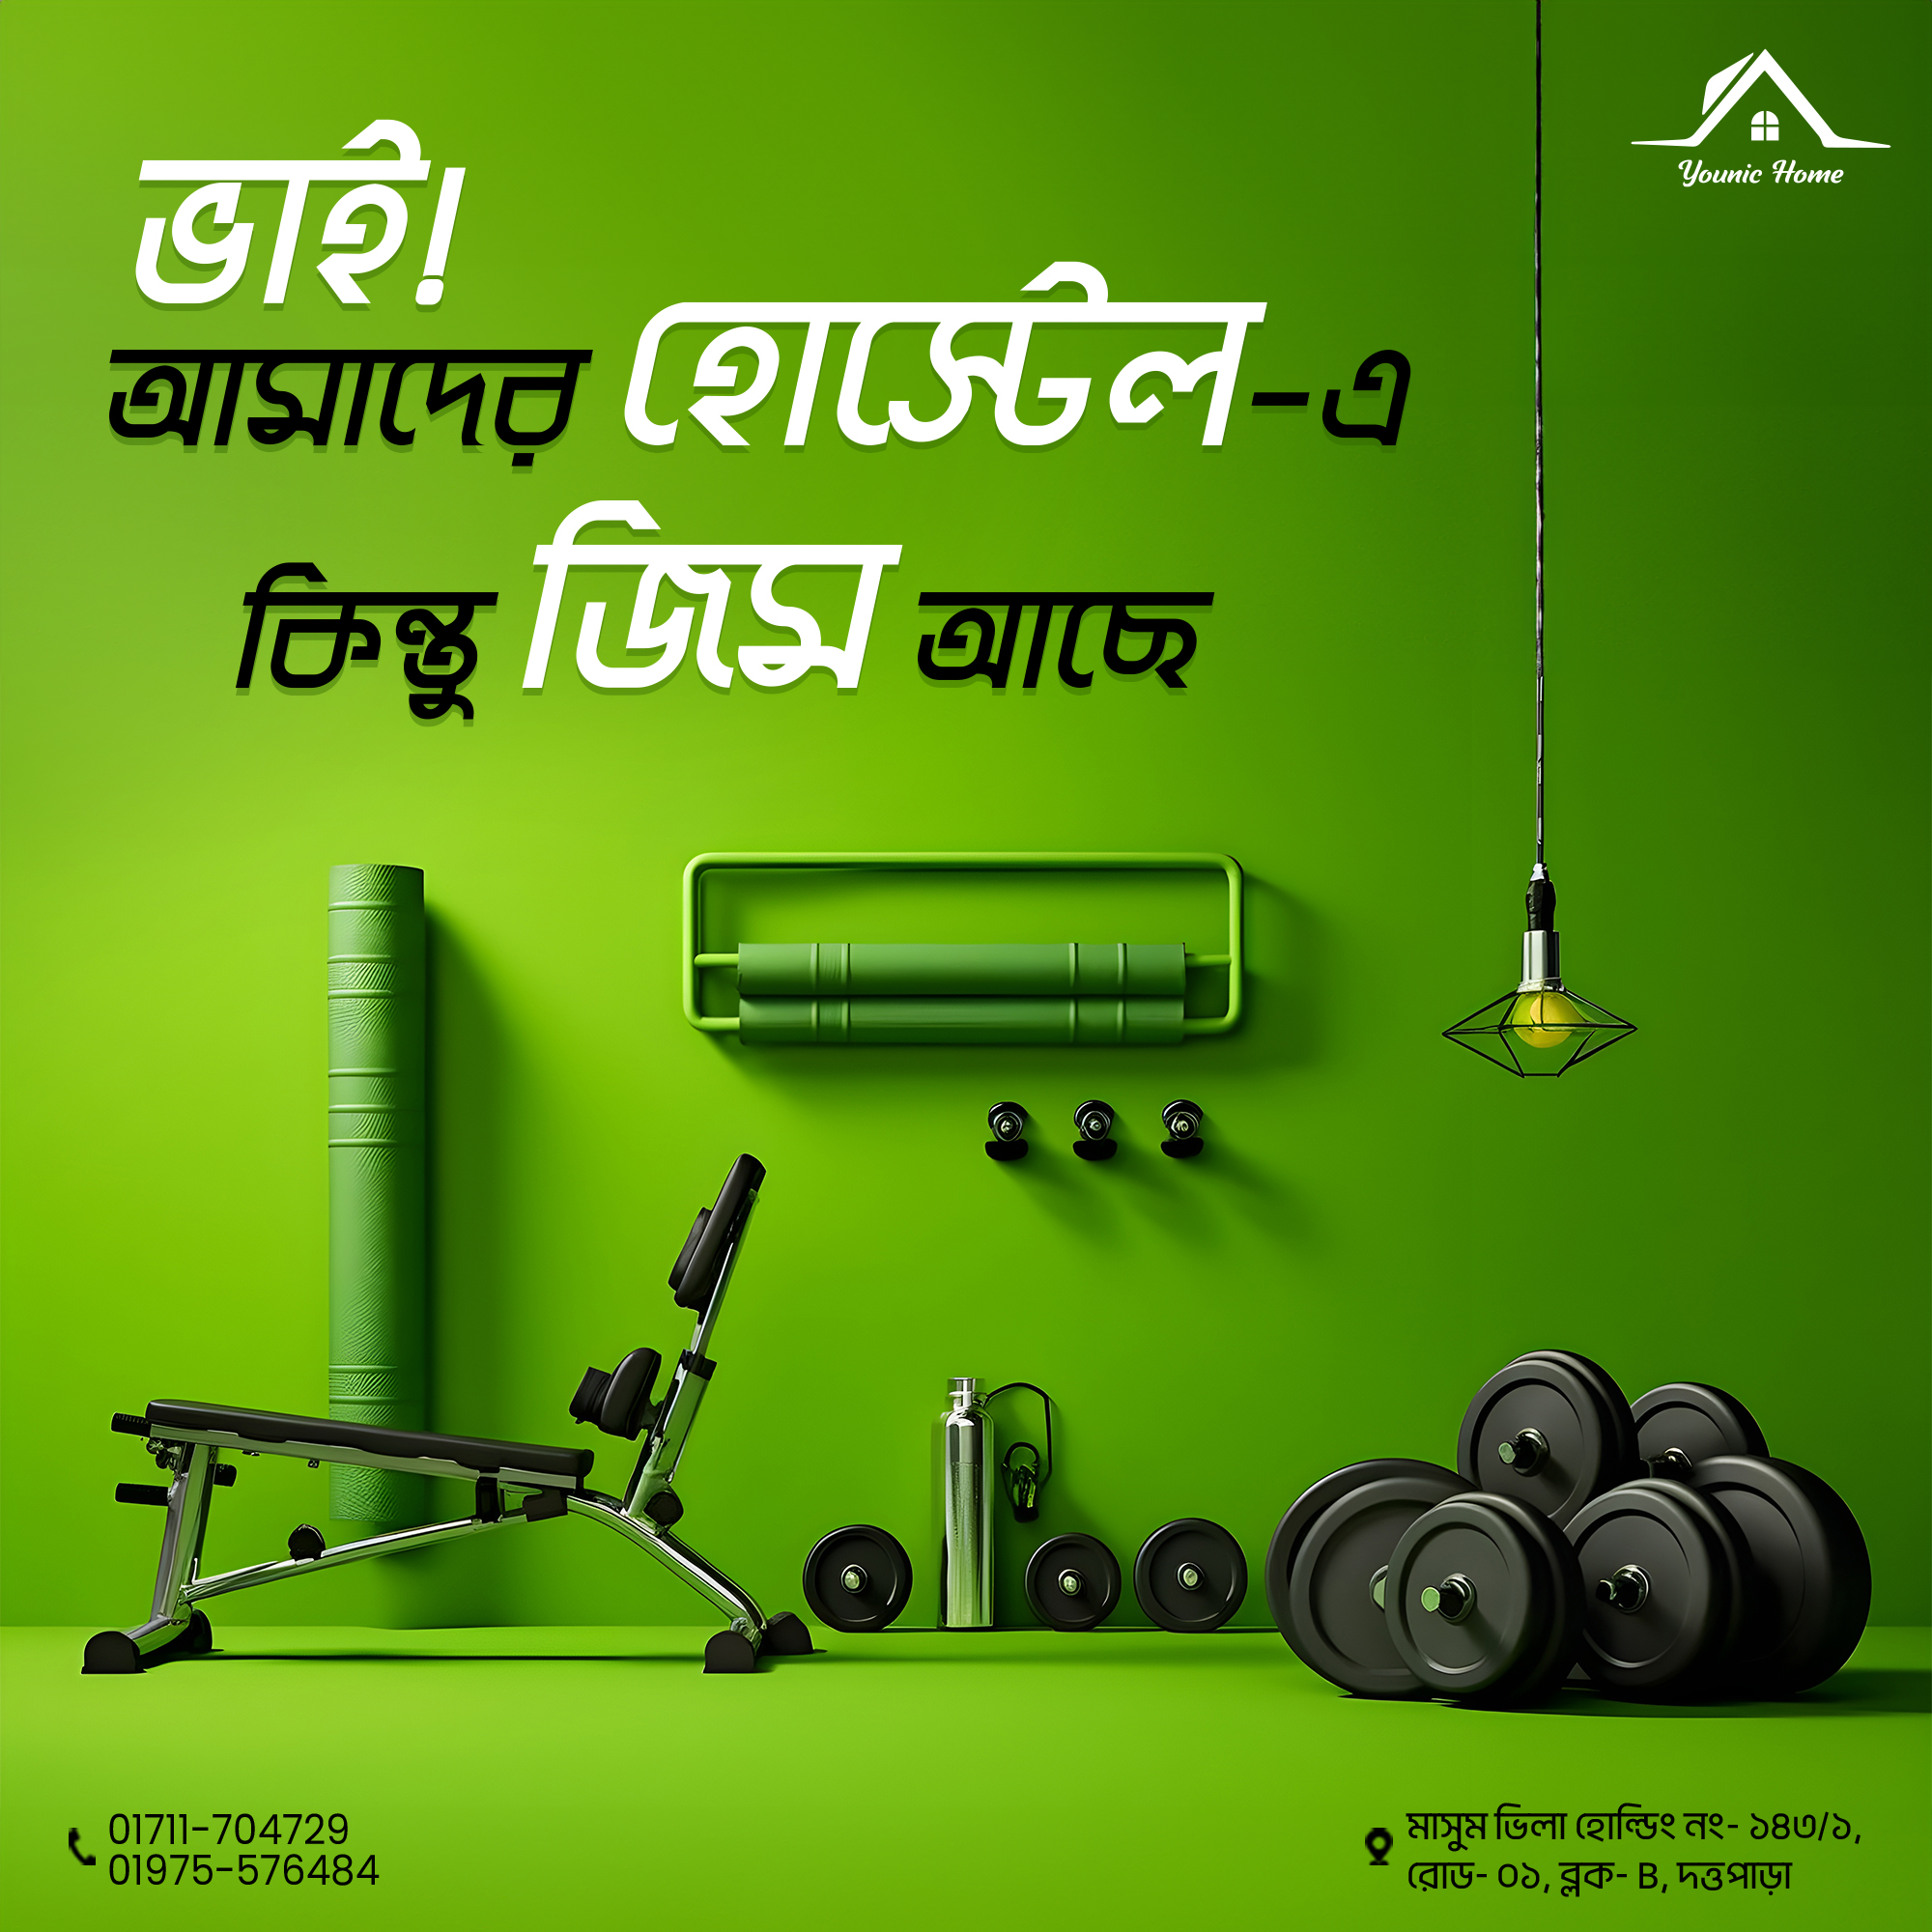 Younic Home
ভাই!
আমাদের হোস্টেল-এ
কিন্তু জিম আছে
01711-704729
01975-576484
মাসুম ভিলা হোল্ডিং নং- ১৪৩/১,
রোড- ০১, ব্লক- B, দত্তপাড়া